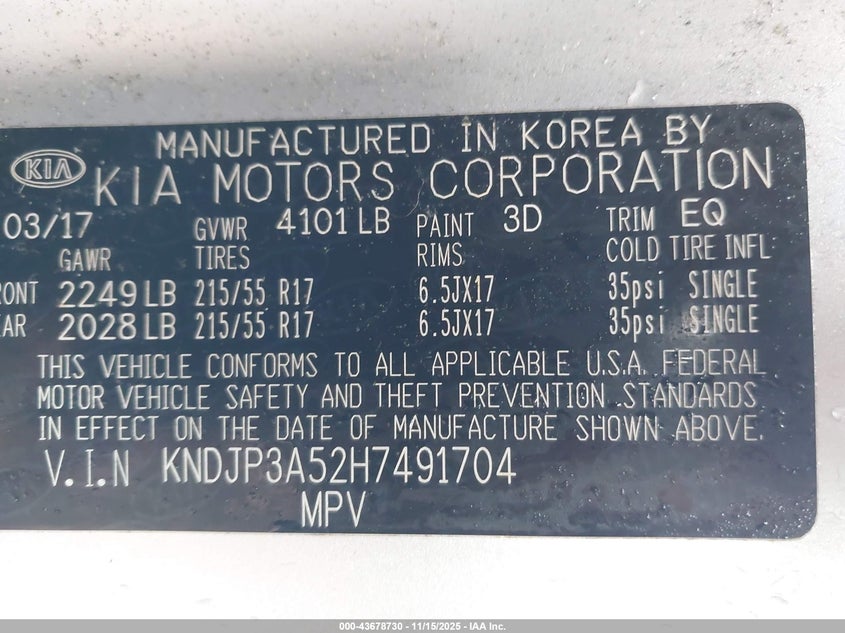 MANUFACTURED IN KOREA BY
KIA KIA MOTORS CORPORATION
03/17 GVWR 4101 LB PAINT 3D TRIM EQ
GAWR TIRES RIMS COLD TIRE INFL
RONT 2249 LB 215/55 R17 6.5JX17 35psi SINGLE
EAR 2028 LB 215/55 R17 6.5JX17 35psi SINGLE
THIS VEHICLE CONFORMS TO ALL APPLICABLE U.S.A. FEDERAL
MOTOR VEHICLE SAFETY AND THEFT PREVENTION STANDARDS
IN EFFECT ON THE DATE OF MANUFACTURE SHOWN ABOVE.
V.I.N KNDJP3A52H7491704
MPV
000-43678730 - 11/15/2025 - IAA Inc.